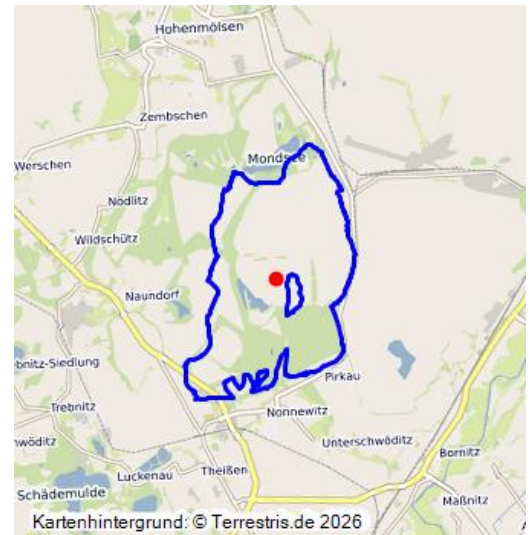 Hohenmölsen
Zembschen
Werschen
Mondsee
Nödlitz
Wildschütz
Naundorf
ebnitz-Siedlung
Pirkau
Trebnitz
Nonnewitz
nwöditz
Unterschwöditz
Bornitz
Luckenau
Theißen
Schädemulde
Maßnitz
Kartenhintergrund: © Terrestris.de 2026